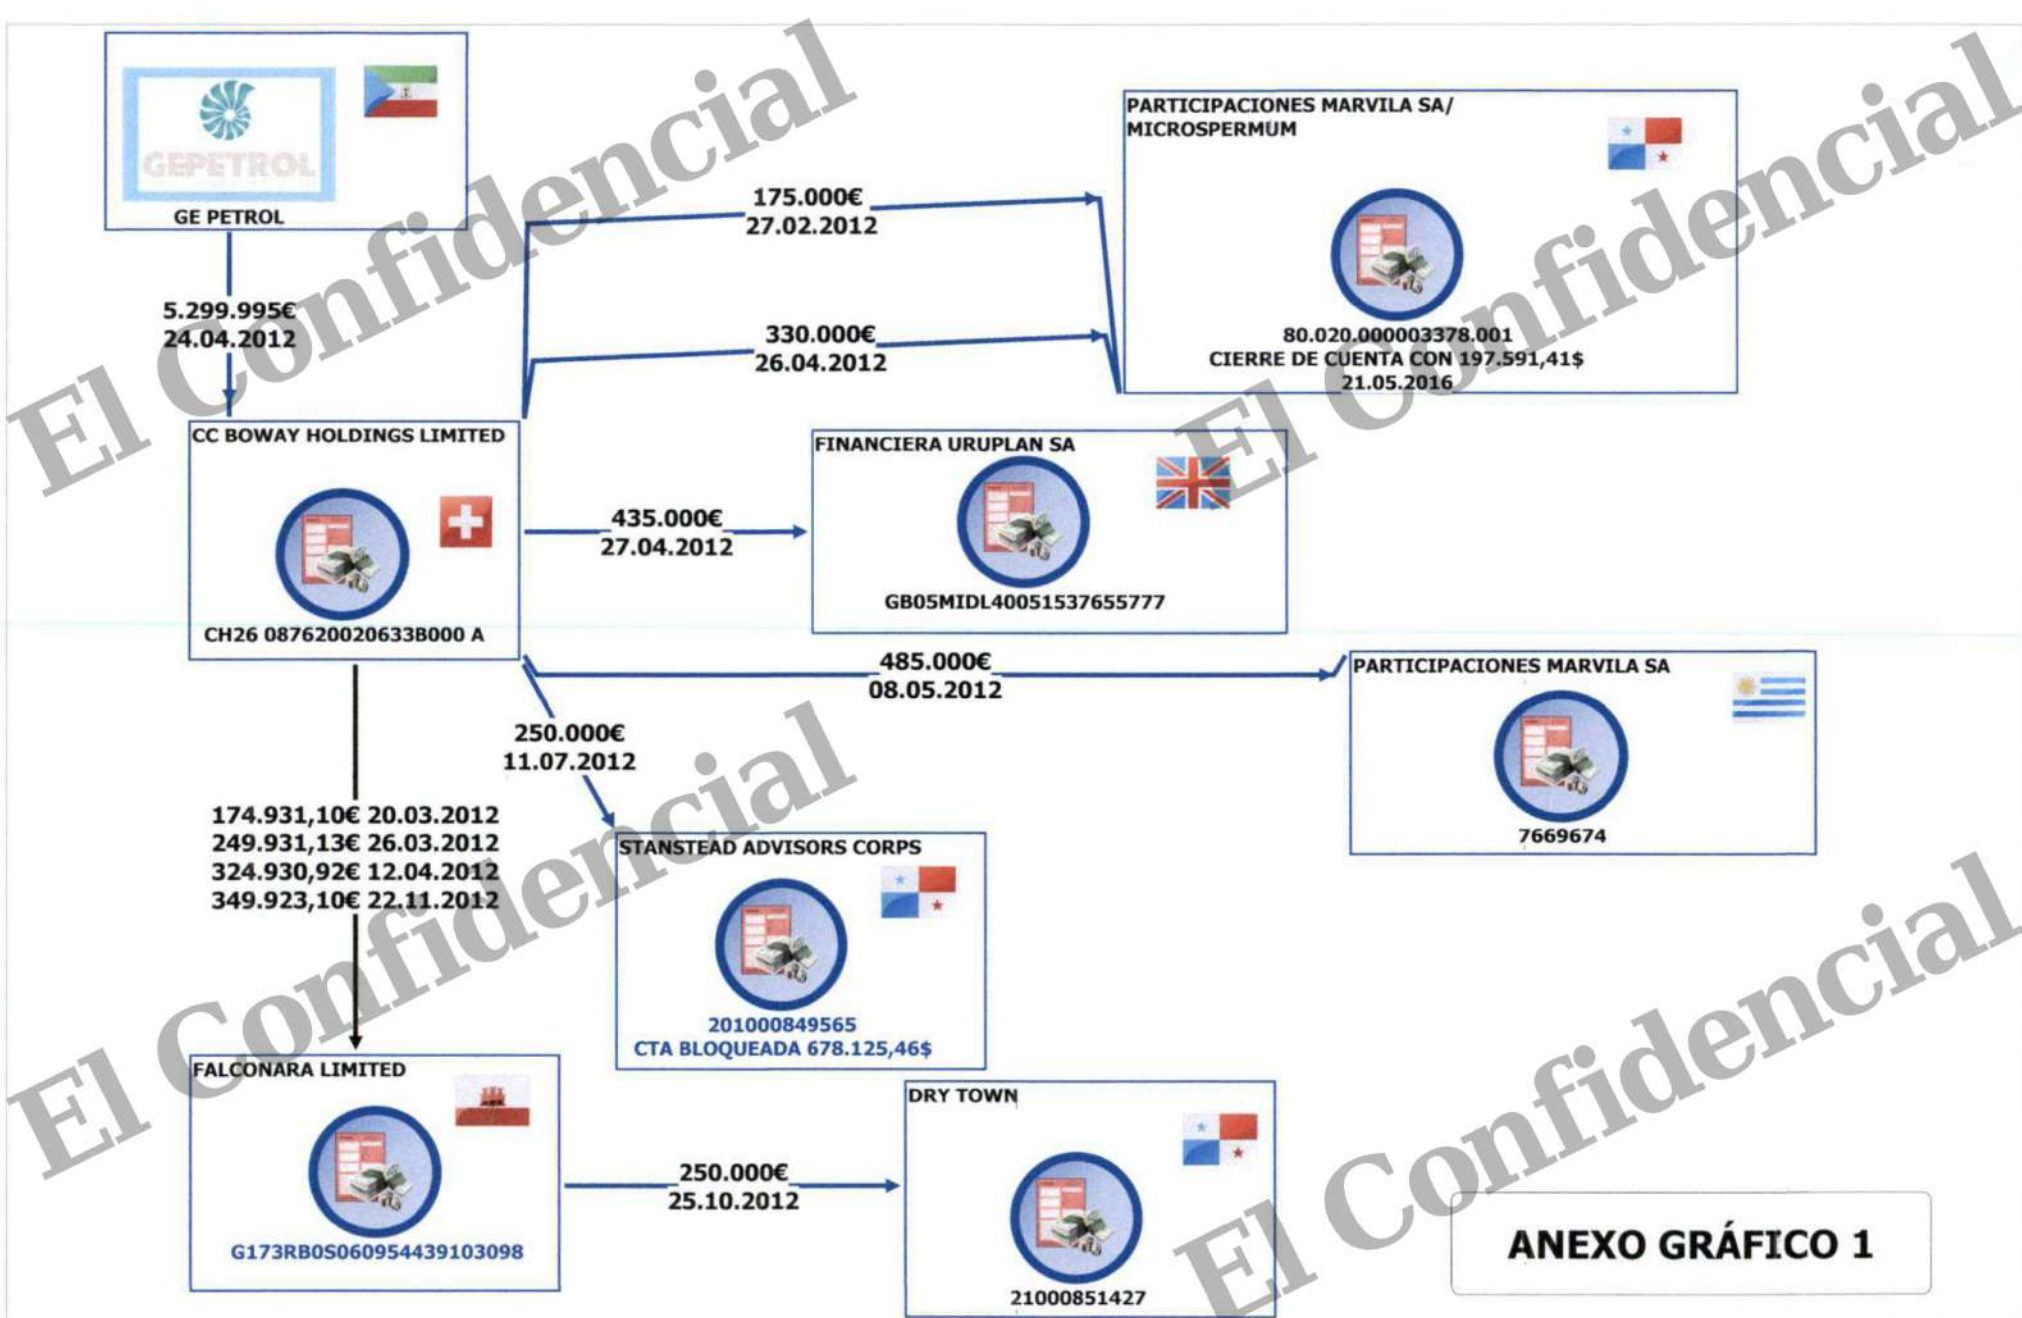 GEPETROL
GE PETROL
5.299.995€
24.04.2012
175.000€
27.02.2012
330.000€
26.04.2012
PARTICIPACIONES MARVILA SA/
MICROSPERMUM
80.020.000003378.001
CIERRE DE CUENTA CON 197.591,41$
21.05.2016
CC BOWAY HOLDINGS LIMITED
CH26 087620020633B000 A
435.000€
27.04.2012
FINANCIERA URUPLAN SA
GB05MIDL40051537655777
485.000€
08.05.2012
PARTICIPACIONES MARVILA SA
7669674
250.000€
11.07.2012
STANSTEAD ADVISORS CORPS
201000849565
CTA BLOQUEADA 678.125,46$
174.931,10€ 20.03.2012
249.931,13€ 26.03.2012
324.930,92€ 12.04.2012
349.923,10€ 22.11.2012
FALCONARA LIMITED
G173RB0S060954439103098
250.000€
25.10.2012
DRY TOWN
21000851427
ANEXO GRÁFICO 1
El Confidencial
El Confidencial
El Confidencial
El Confidencial